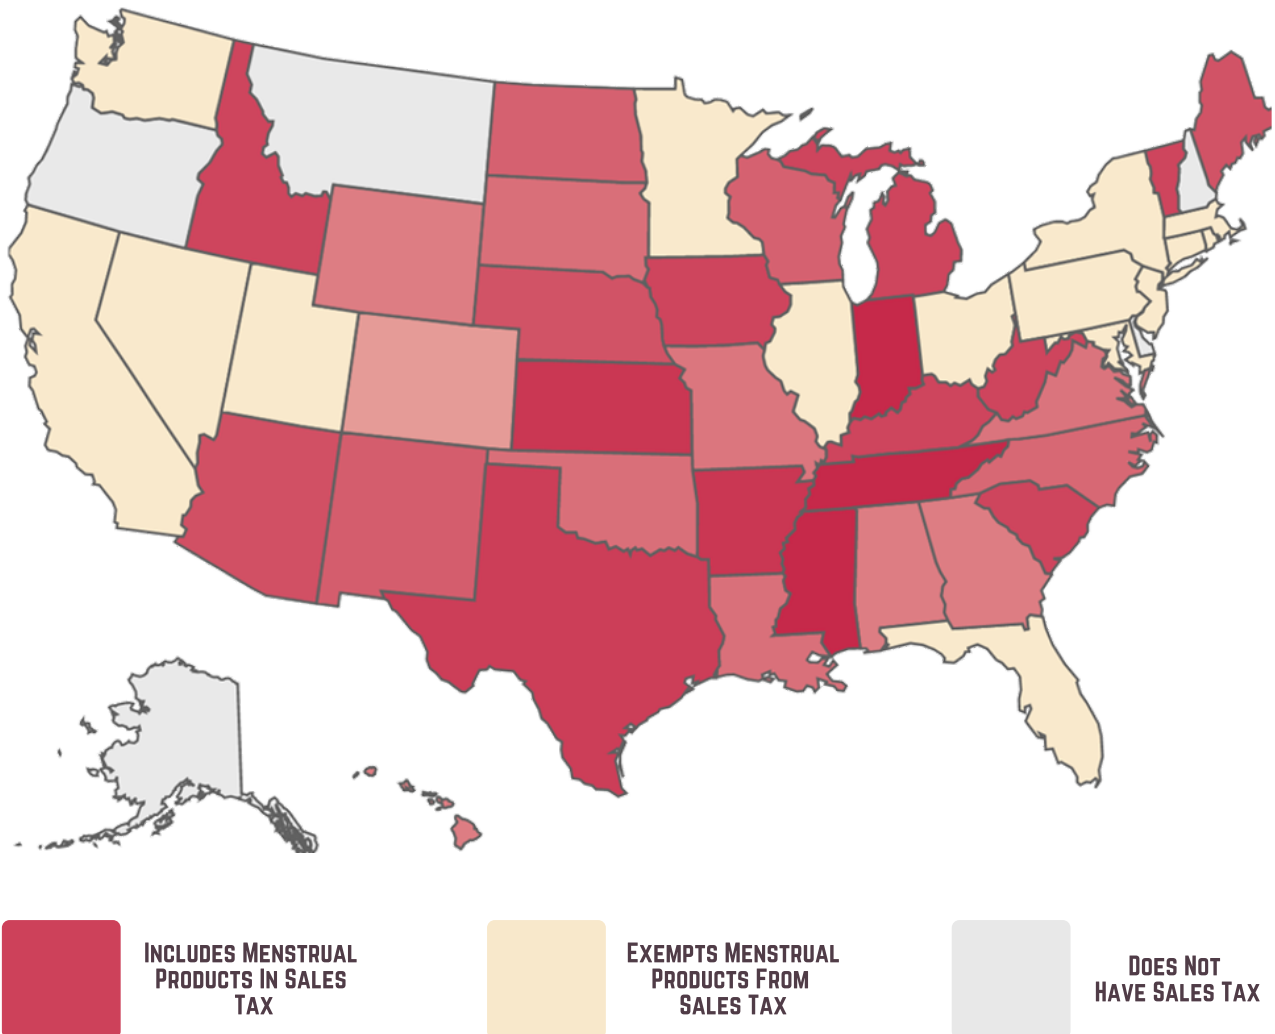 Includes Menstrual
Products In Sales
Tax
Exempts Menstrual
Products From
Sales Tax
Does Not
Have Sales Tax